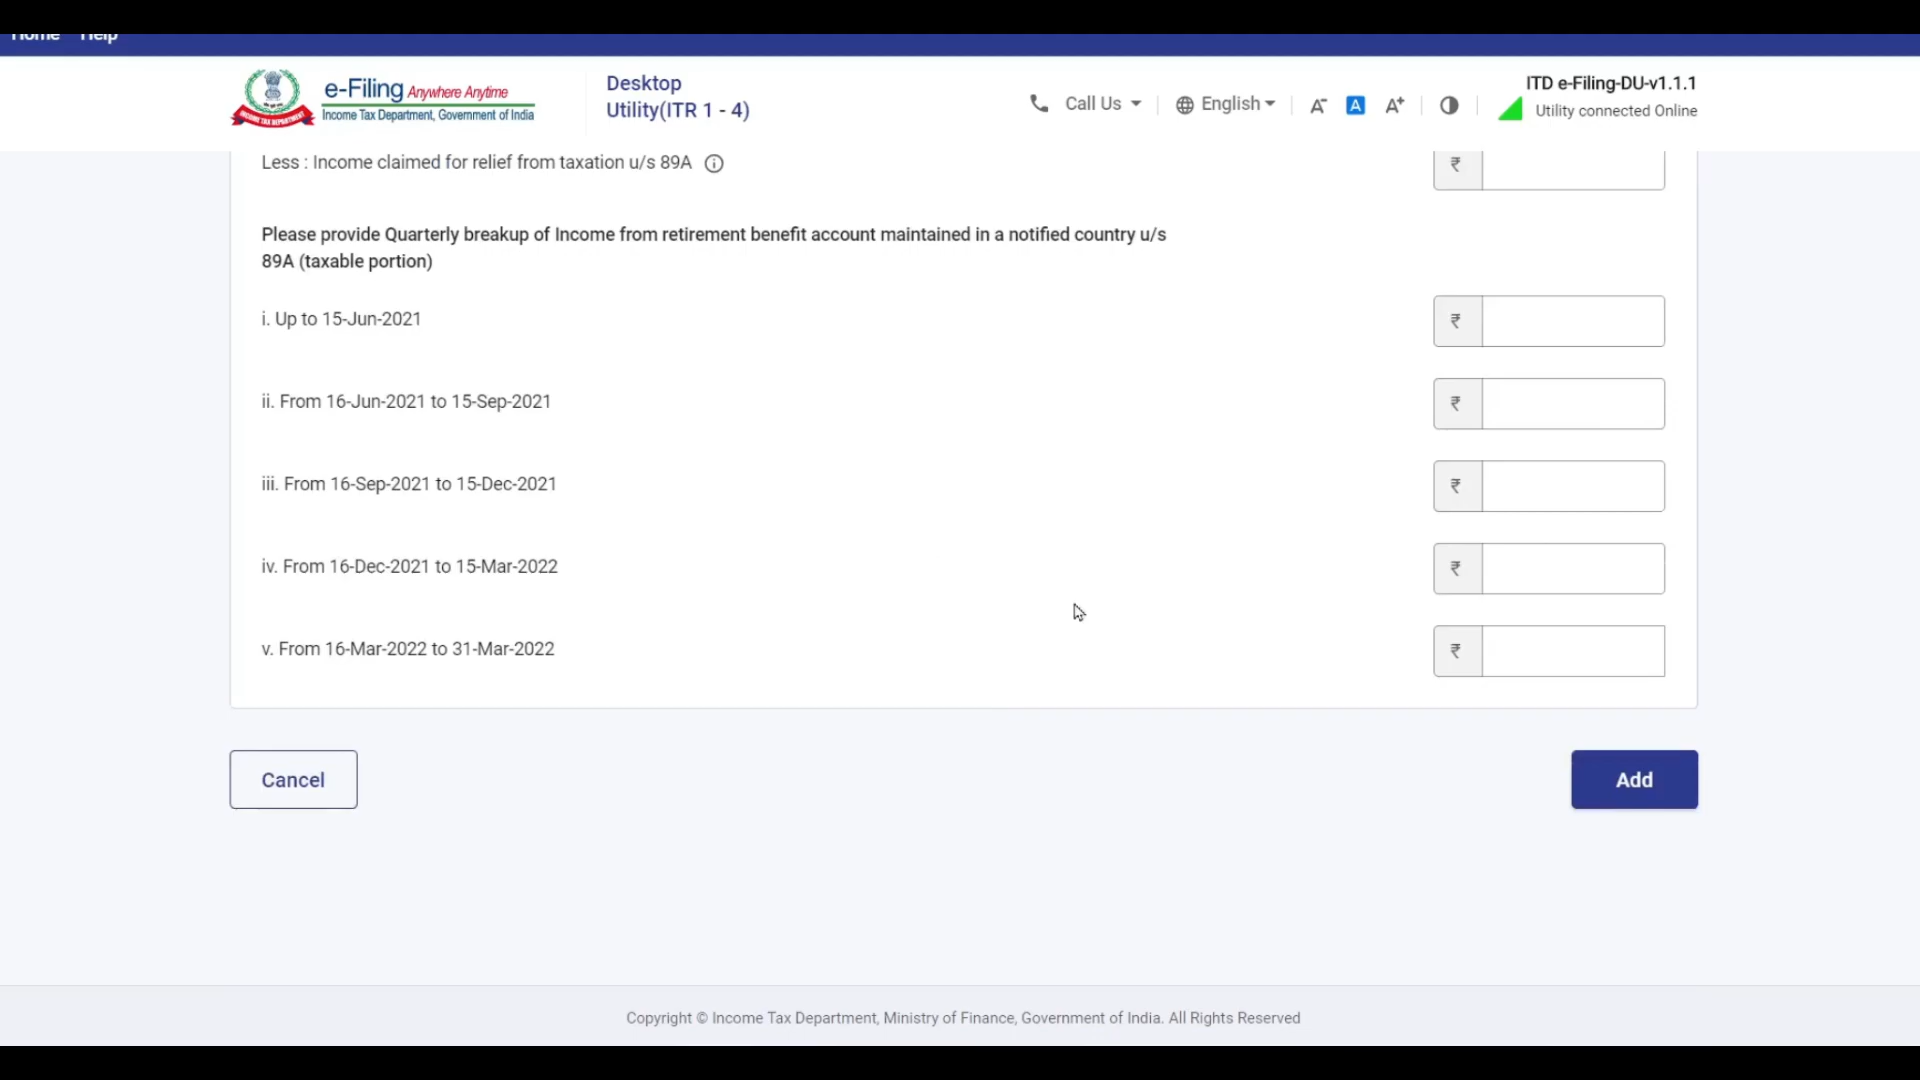 Home Help
e-Filing Anywhere Anytime
Income Tax Department, Government of India
INCOME TAX DEPARTMENT
Desktop
Utility(ITR 1 - 4)
Call Us
English
A-
A
A+
ITD e-Filing-DU-v1.1.1
Utility connected Online
Less : Income claimed for relief from taxation u/s 89A
₹
Please provide Quarterly breakup of Income from retirement benefit account maintained in a notified country u/s
89A (taxable portion)
i. Up to 15-Jun-2021
₹
ii. From 16-Jun-2021 to 15-Sep-2021
₹
iii. From 16-Sep-2021 to 15-Dec-2021
₹
iv. From 16-Dec-2021 to 15-Mar-2022
₹
v. From 16-Mar-2022 to 31-Mar-2022
₹
Cancel
Add
Copyright © Income Tax Department, Ministry of Finance, Government of India. All Rights Reserved